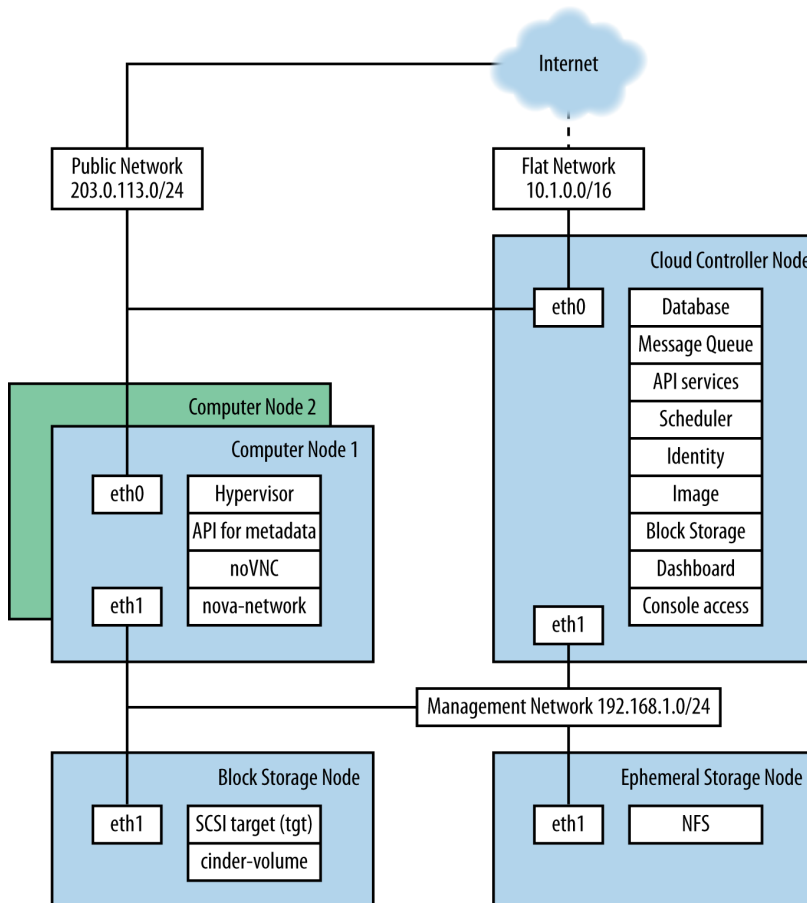 Internet
Public Network
203.0.113.0/24
Flat Network
10.1.0.0/16
Cloud Controller Node
eth0
Database
Message Queue
API services
Scheduler
Identity
Image
Block Storage
Dashboard
Console access
eth1
Computer Node 2
Computer Node 1
eth0
Hypervisor
API for metadata
noVNC
nova-network
eth1
Management Network 192.168.1.0/24
Block Storage Node
eth1
SCSI target (tgt)
cinder-volume
Ephemeral Storage Node
eth1
NFS